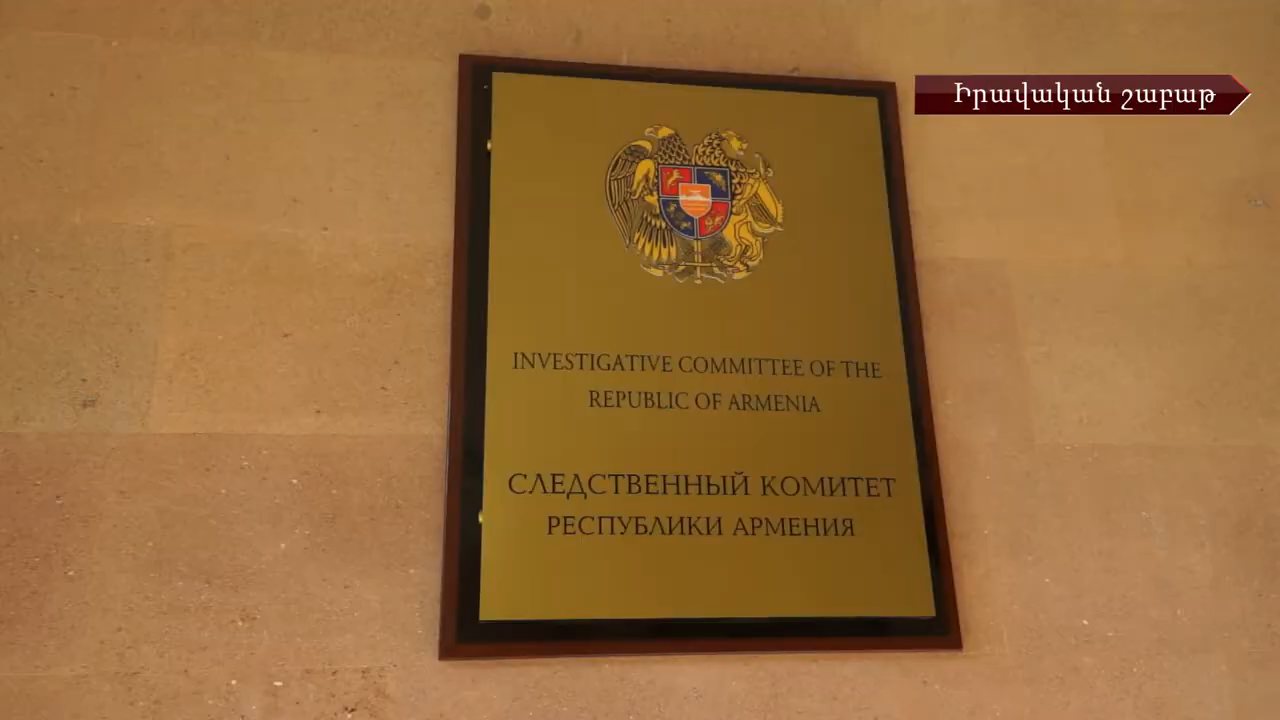 Իրավական շաբաթ
INVESTIGATIVE COMMITTEE OF THE
REPUBLIC OF ARMENIA
СЛЕДСТВЕННЫЙ КОМИТЕТ
РЕСПУБЛИКИ АРМЕНИЯ